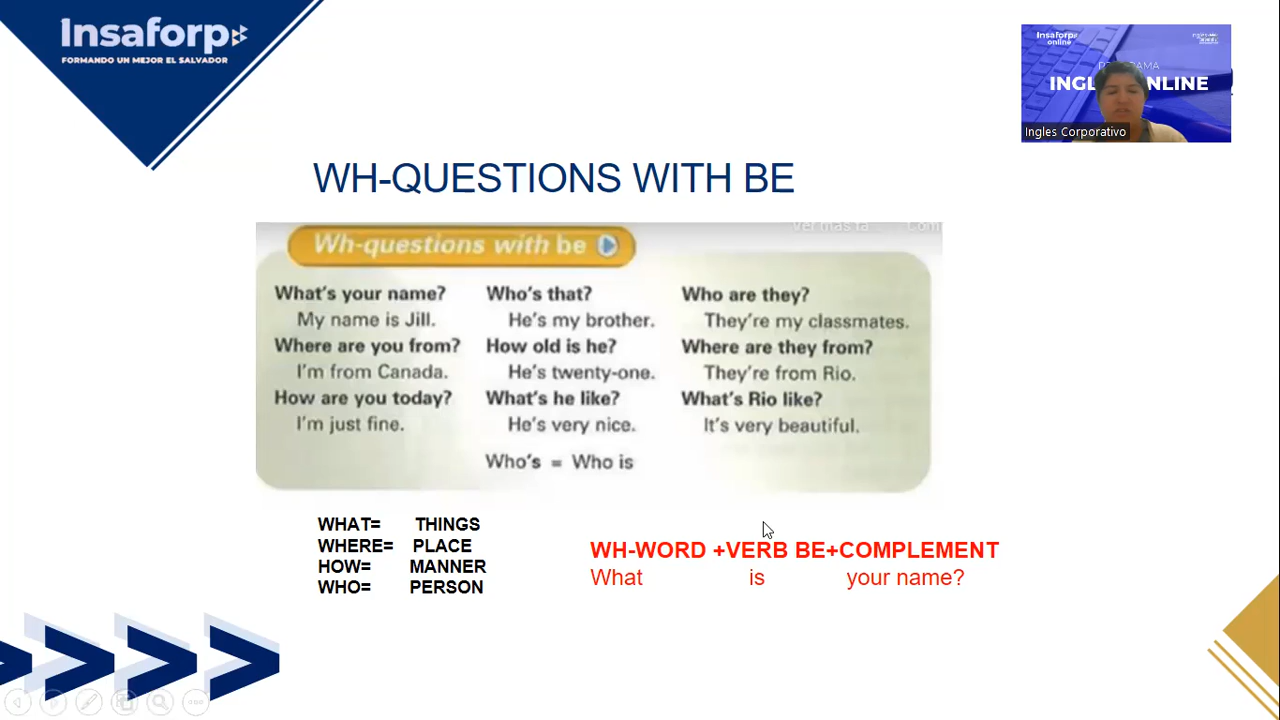 Insaforp
FORMANDO UN MEJOR EL SALVADOR
Insaforp
online
PROGRAMA
Ingles Corporativo
WH-QUESTIONS WITH BE
Wh-questions with be
What's your name?
My name is Jill.
Where are you from?
I'm from Canada.
How are you today?
I'm just fine.
Who's that?
He's my brother.
How old is he?
He's twenty-one.
What's he like?
He's very nice.
Who's = Who is
Who are they?
They're my classmates.
Where are they from?
They're from Rio.
What's Rio like?
It's very beautiful.
WHAT= THINGS
WHERE= PLACE
HOW= MANNER
WHO= PERSON
WH-WORD +VERB BE+COMPLEMENT
What is your name?